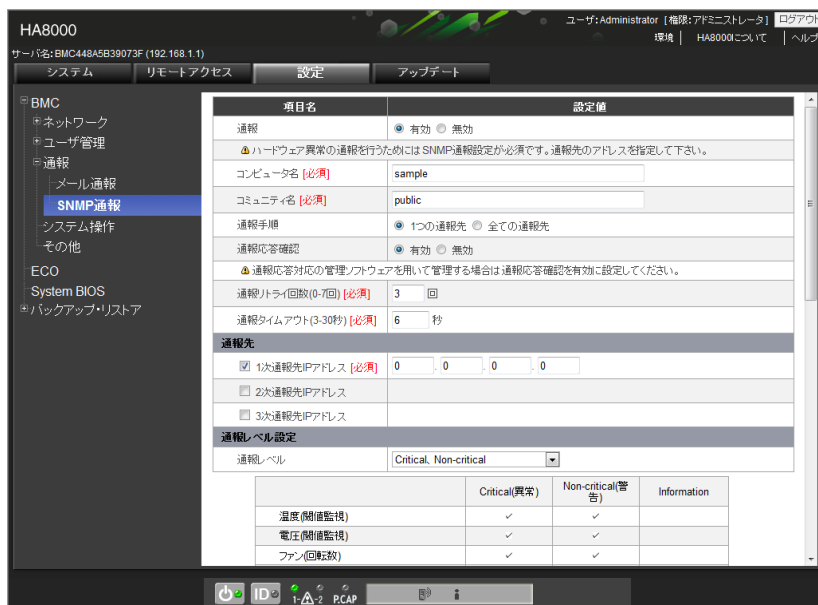 HA8000
ユーザ:Administrator [権限:アドミニストレータ] ログアウト
環境 HA8000について ヘルプ
サーバ名:BMC448A5B39073F (192.168.1.1)
システム リモートアクセス 設定 アップデート
BMC
ネットワーク
ユーザ管理
通報
メール通報
SNMP通報
システム操作
その他
ECO
System BIOS
バックアップ・リストア
項目名 設定値
通報 有効 無効
ハードウェア異常の通報を行うためにはSNMP通報設定が必須です。通報先のアドレスを指定して下さい。
コンピュータ名 [必須] sample
コミュニティ名 [必須] public
通報手順 1つの通報先 全ての通報先
通報応答確認 有効 無効
通報応答対応の管理ソフトウェアを用いて管理する場合は通報応答確認を有効に設定してください。
通報リトライ回数(0-7回) [必須] 3 回
通報タイムアウト(3-30秒) [必須] 6 秒
通報先
1次通報先IPアドレス [必須] 0 . 0 . 0 . 0
2次通報先IPアドレス
3次通報先IPアドレス
通報レベル設定
通報レベル Critical、Non-critical
Critical(異常) Non-critical(警告) Information
温度(閾値監視)
電圧(閾値監視)
ファン(回転数)
ID 1-2 P.CAP